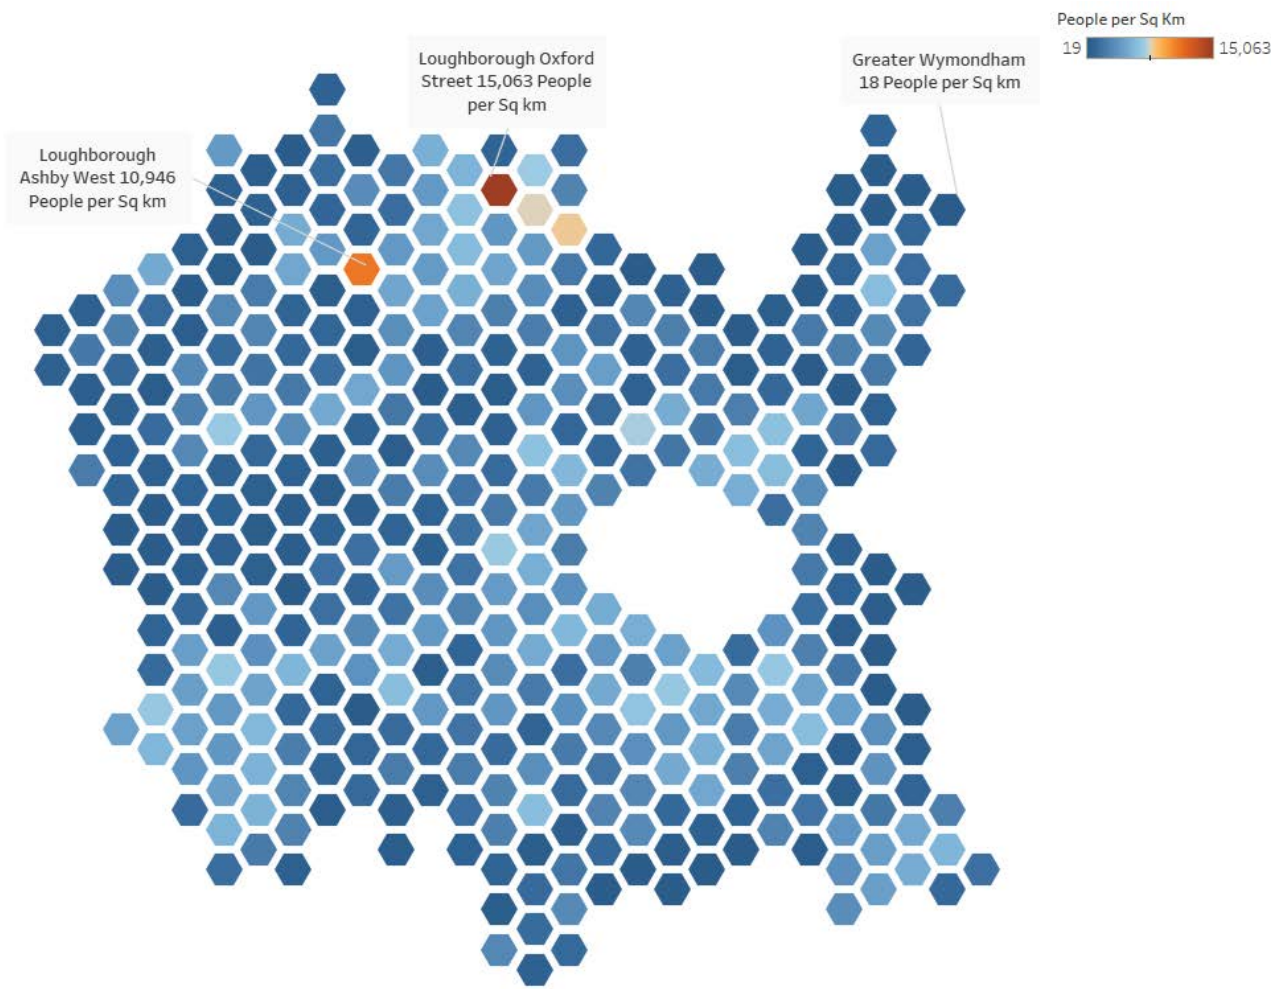 People per Sq Km
19
15,063
Loughborough Oxford
Street 15,063 People
per Sq km
Greater Wymondham
18 People per Sq km
Loughborough
Ashby West 10,946
People per Sq km